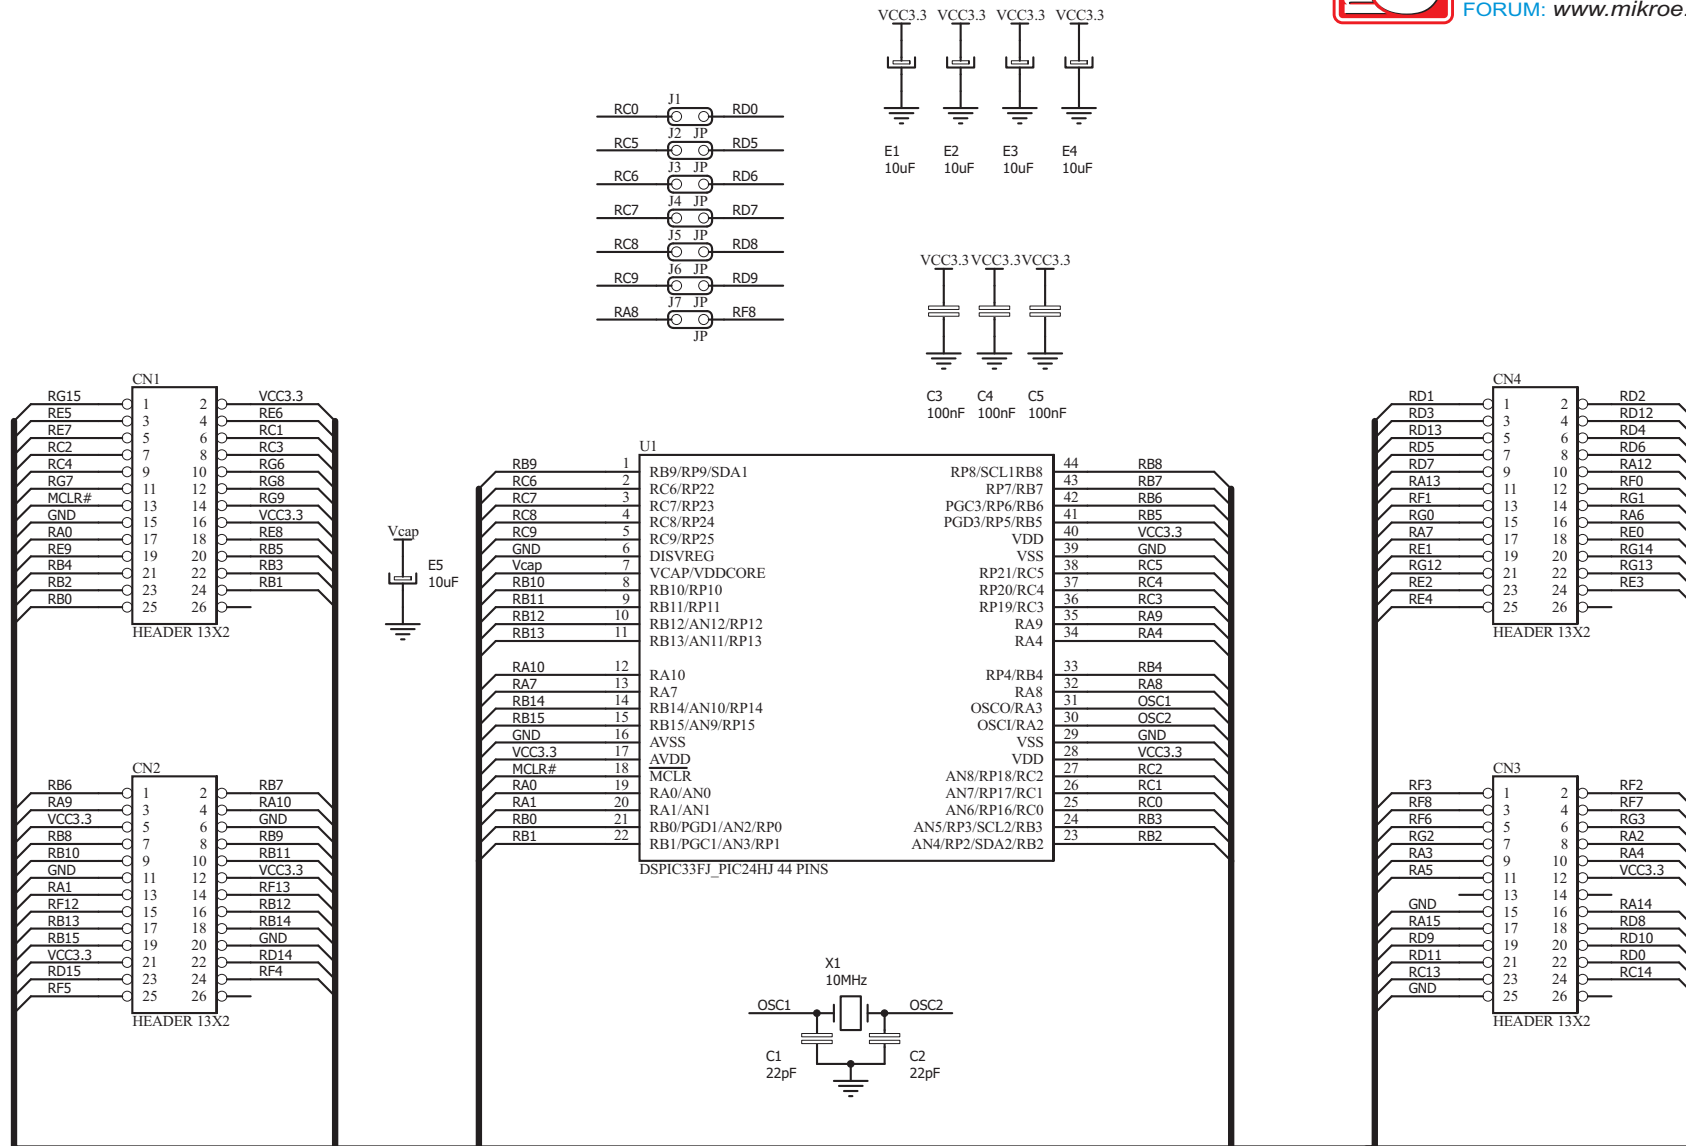 FORUM: www.mikroe.
VCC3.3 VCC3.3 VCC3.3 VCC3.3
E1 E2 E3 E4
10uF 10uF 10uF 10uF
J1
RC0 RD0
J2 JP
RC5 RD5
J3 JP
RC6 RD6
J4 JP
RC7 RD7
J5 JP
RC8 RD8
J6 JP
RC9 RD9
J7 JP
RA8 RF8
JP
VCC3.3 VCC3.3 VCC3.3
C3 C4 C5
100nF 100nF 100nF
CN1
RG15 1 2 VCC3.3
RE5 3 4 RE6
RE7 5 6 RC1
RC2 7 8 RC3
RC4 9 10 RG6
RG7 11 12 RG8
MCLR# 13 14 RG9
GND 15 16 VCC3.3
RA0 17 18 RE8
RE9 19 20 RB5
RB4 21 22 RB3
RB2 23 24 RB1
RB0 25 26
HEADER 13X2
CN2
RB6 1 2 RB7
RA9 3 4 RA10
VCC3.3 5 6 GND
RB8 7 8 RB9
RB10 9 10 RB11
GND 11 12 VCC3.3
RA1 13 14 RF13
RF12 15 16 RB12
RB13 17 18 RB14
RB15 19 20 GND
VCC3.3 21 22 RD14
RD15 23 24 RF4
RF5 25 26
HEADER 13X2
Vcap
E5
10uF
U1
RB9 1 RB9/RP9/SDA1 RP8/SCL1RB8 44 RB8
RC6 2 RC6/RP22 RP7/RB7 43 RB7
RC7 3 RC7/RP23 PGC3/RP6/RB6 42 RB6
RC8 4 RC8/RP24 PGD3/RP5/RB5 41 RB5
RC9 5 RC9/RP25 VDD 40 VCC3.3
GND 6 DISVREG VSS 39 GND
Vcap 7 VCAP/VDDCORE RP21/RC5 38 RC5
RB10 8 RB10/RP10 RP20/RC4 37 RC4
RB11 9 RB11/RP11 RP19/RC3 36 RC3
RB12 10 RB12/AN12/RP12 RA9 35 RA9
RB13 11 RB13/AN11/RP13 RA4 34 RA4
RA10 12 RA10 RP4/RB4 33 RB4
RA7 13 RA7 RA8 32 RA8
RB14 14 RB14/AN10/RP14 OSCO/RA3 31 OSC1
RB15 15 RB15/AN9/RP15 OSCI/RA2 30 OSC2
GND 16 AVSS VSS 29 GND
VCC3.3 17 AVDD VDD 28 VCC3.3
MCLR# 18 MCLR AN8/RP18/RC2 27 RC2
RA0 19 RA0/AN0 AN7/RP17/RC1 26 RC1
RA1 20 RA1/AN1 AN6/RP16/RC0 25 RC0
RB0 21 RB0/PGD1/AN2/RP0 AN5/RP3/SCL2/RB3 24 RB3
RB1 22 RB1/PGC1/AN3/RP1 AN4/RP2/SDA2/RB2 23 RB2
DSPIC33FJ_PIC24HJ 44 PINS
X1
10MHz
OSC1 OSC2
C1 C2
22pF 22pF
CN4
RD1 1 2 RD2
RD3 3 4 RD12
RD13 5 6 RD4
RD5 7 8 RD6
RD7 9 10 RA12
RA13 11 12 RF0
RF1 13 14 RG1
RG0 15 16 RA6
RA7 17 18 RE0
RE1 19 20 RG14
RG12 21 22 RG13
RE2 23 24 RE3
RE4 25 26
HEADER 13X2
CN3
RF3 1 2 RF2
RF8 3 4 RF7
RF6 5 6 RG3
RG2 7 8 RA2
RA3 9 10 RA4
RA5 11 12 VCC3.3
13 14
GND 15 16 RA14
RA15 17 18 RD8
RD9 19 20 RD10
RD11 21 22 RD0
RC13 23 24 RC14
GND 25 26
HEADER 13X2